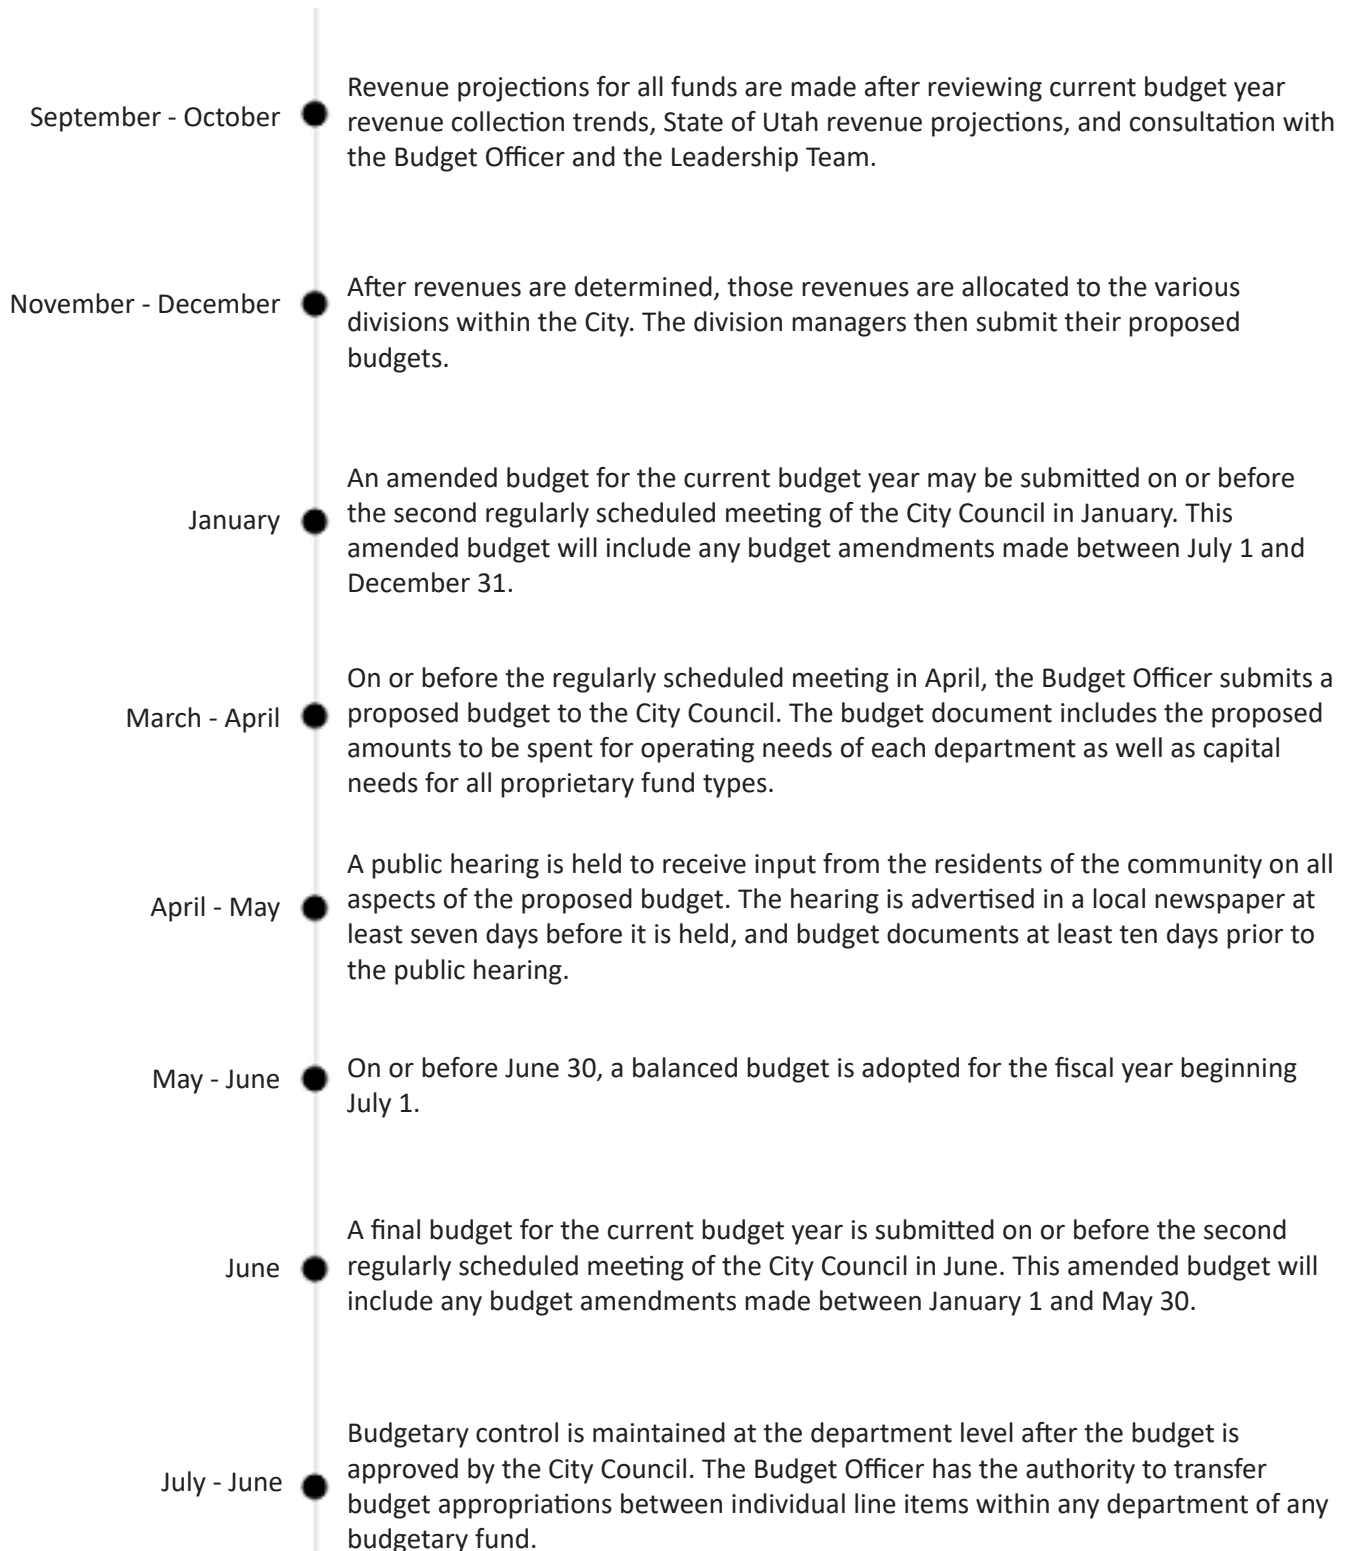 September - October
Revenue projections for all funds are made after reviewing current budget year
revenue collection trends, State of Utah revenue projections, and consultation with
the Budget Officer and the Leadership Team.
November - December
After revenues are determined, those revenues are allocated to the various
divisions within the City. The division managers then submit their proposed
budgets.
January
An amended budget for the current budget year may be submitted on or before
the second regularly scheduled meeting of the City Council in January. This
amended budget will include any budget amendments made between July 1 and
December 31.
March - April
On or before the regularly scheduled meeting in April, the Budget Officer submits a
proposed budget to the City Council. The budget document includes the proposed
amounts to be spent for operating needs of each department as well as capital
needs for all proprietary fund types.
April - May
A public hearing is held to receive input from the residents of the community on all
aspects of the proposed budget. The hearing is advertised in a local newspaper at
least seven days before it is held, and budget documents at least ten days prior to
the public hearing.
May - June
On or before June 30, a balanced budget is adopted for the fiscal year beginning
July 1.
June
A final budget for the current budget year is submitted on or before the second
regularly scheduled meeting of the City Council in June. This amended budget will
include any budget amendments made between January 1 and May 30.
July - June
Budgetary control is maintained at the department level after the budget is
approved by the City Council. The Budget Officer has the authority to transfer
budget appropriations between individual line items within any department of any
budgetary fund.